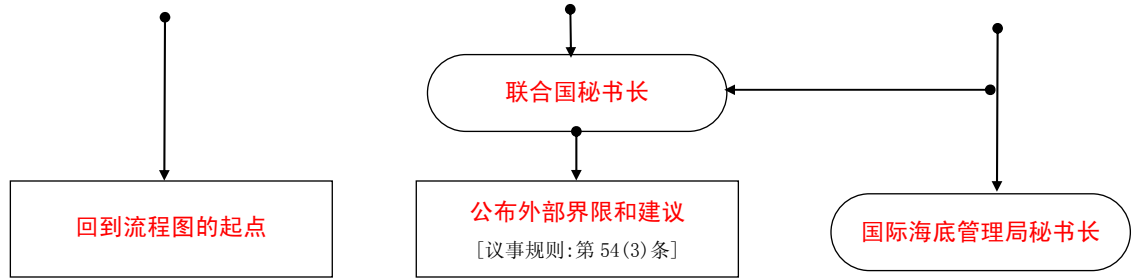 联合国秘书长
回到流程图的起点
公布外部界限和建议
[议事规则:第 54(3)条]
国际海底管理局秘书长